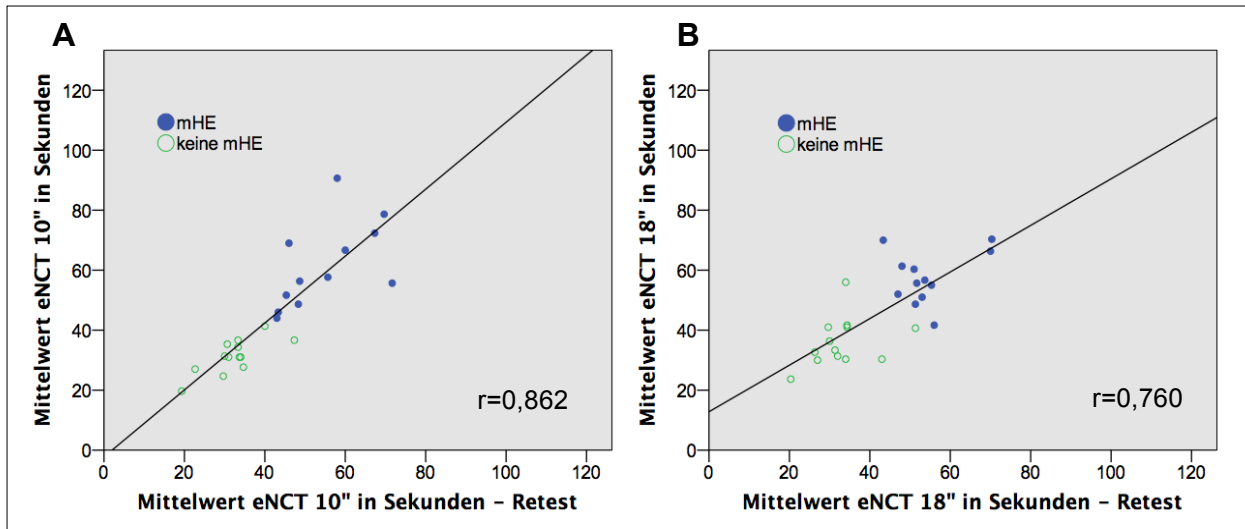 A
Mittelwert eNCT 10" in Sekunden
120
100
80
60
40
20
0
mHE
keine mHE
r=0,862
0 20 40 60 80 100 120
Mittelwert eNCT 10" in Sekunden – Retest
B
Mittelwert eNCT 18" in Sekunden
120
100
80
60
40
20
0
mHE
keine mHE
r=0,760
0 20 40 60 80 100 120
Mittelwert eNCT 18" in Sekunden – Retest